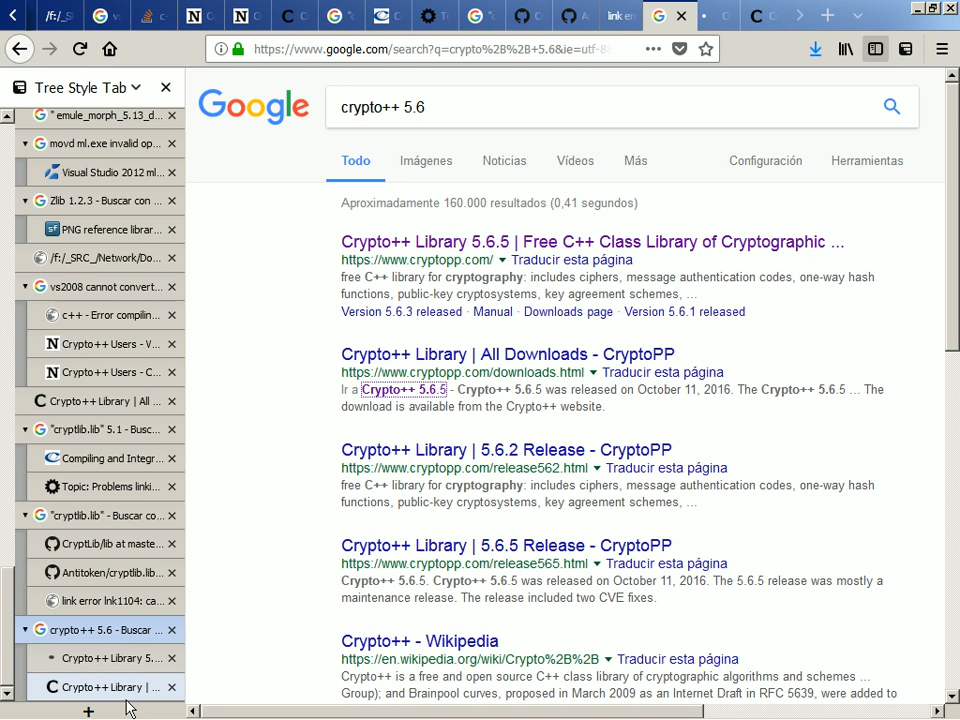 /f:/_S
v
c
C
C
C
"c
C
T
"c
C
A
link en
C
https://www.google.com/search?q=crypto%2B%2B+5.6&ie=utf-8
Tree Style Tab
"emule_morph_5.13_d...
movd ml.exe invalid op...
Visual Studio 2012 ml...
Zlib 1.2.3 - Buscar con ...
PNG reference librar...
/f:/_SRC_/Network/Do...
vs2008 cannot convert...
c++ - Error compilin...
Crypto++ Users - V...
Crypto++ Users - C...
Crypto++ Library | All ...
"cryptlib.lib" 5.1 - Busc...
Compiling and Integr...
Topic: Problems linki...
"cryptlib.lib" - Buscar co...
CryptLib/lib at maste...
Antitoken/cryptlib.lib...
link error lnk1104: ca...
crypto++ 5.6 - Buscar ...
Crypto++ Library 5....
Crypto++ Library | ...
Google
crypto++ 5.6
Todo Imágenes Noticias Vídeos Más Configuración Herramientas
Aproximadamente 160.000 resultados (0,41 segundos)
Crypto++ Library 5.6.5 | Free C++ Class Library of Cryptographic ...
https://www.cryptopp.com/ Traducir esta página
free C++ library for cryptography: includes ciphers, message authentication codes, one-way hash
functions, public-key cryptosystems, key agreement schemes, ...
Version 5.6.3 released · Manual · Downloads page · Version 5.6.1 released
Crypto++ Library | All Downloads - CryptoPP
https://www.cryptopp.com/downloads.html Traducir esta página
Ir a Crypto++ 5.6.5 - Crypto++ 5.6.5 was released on October 11, 2016. The Crypto++ 5.6.5 ... The
download is available from the Crypto++ website.
Crypto++ Library | 5.6.2 Release - CryptoPP
https://www.cryptopp.com/release562.html Traducir esta página
free C++ library for cryptography: includes ciphers, message authentication codes, one-way hash
functions, public-key cryptosystems, key agreement schemes, ...
Crypto++ Library | 5.6.5 Release - CryptoPP
https://www.cryptopp.com/release565.html Traducir esta página
Crypto++ 5.6.5. Crypto++ 5.6.5 was released on October 11, 2016. The 5.6.5 release was mostly a
maintenance release. The release included two CVE fixes.
Crypto++ - Wikipedia
https://en.wikipedia.org/wiki/Crypto%2B%2B Traducir esta página
Crypto++ is a free and open source C++ class library of cryptographic algorithms and schemes ...
Group); and Brainpool curves, proposed in March 2009 as an Internet Draft in RFC 5639, were added to